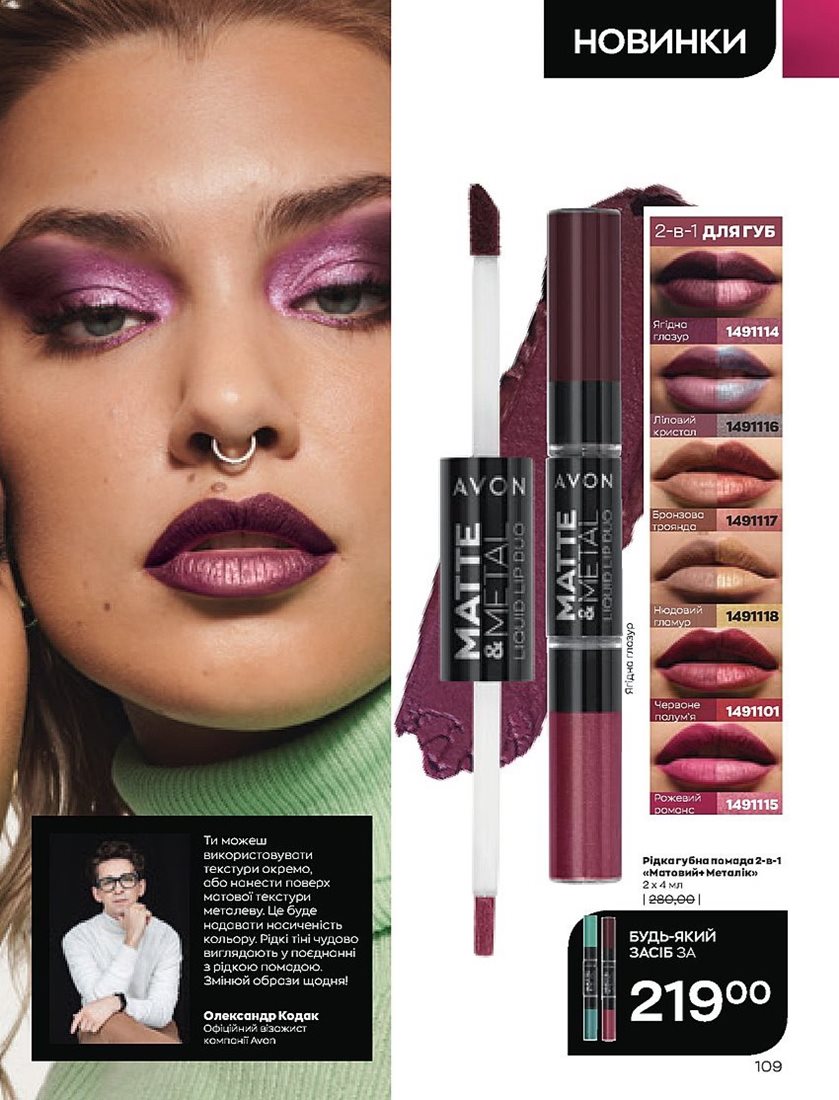 НОВИНКИ
2-в-1 ДЛЯ ГУБ
Ягідна
глазур
1491114
Ліловий
кристал
1491116
Бронзова
троянда
1491117
Нюдовий
гламур
1491118
Червоне
полум'я
1491101
Рожевий
романс
1491115
AVON
MATTE
& METAL
LIQUID LIP DUO
AVON
MATTE
& METAL
LIQUID LIP DUO
Ягідна глазур
Рідка губна помада 2-в-1
«Матовий+Металік»
2 х 4 мл
| 280,00 |
БУДЬ-ЯКИЙ
ЗАСІБ ЗА
219⁰⁰
Ти можеш
використовувати
текстури окремо,
або нанести поверх
матової текстури
металеву. Це буде
надавати насиченість
кольору. Рідкі тіні чудово
виглядають у поєднанні
з рідкою помадою.
Змінюй образи щодня!
Олександр Кодак
Офіційний візажист
компанії Avon
109